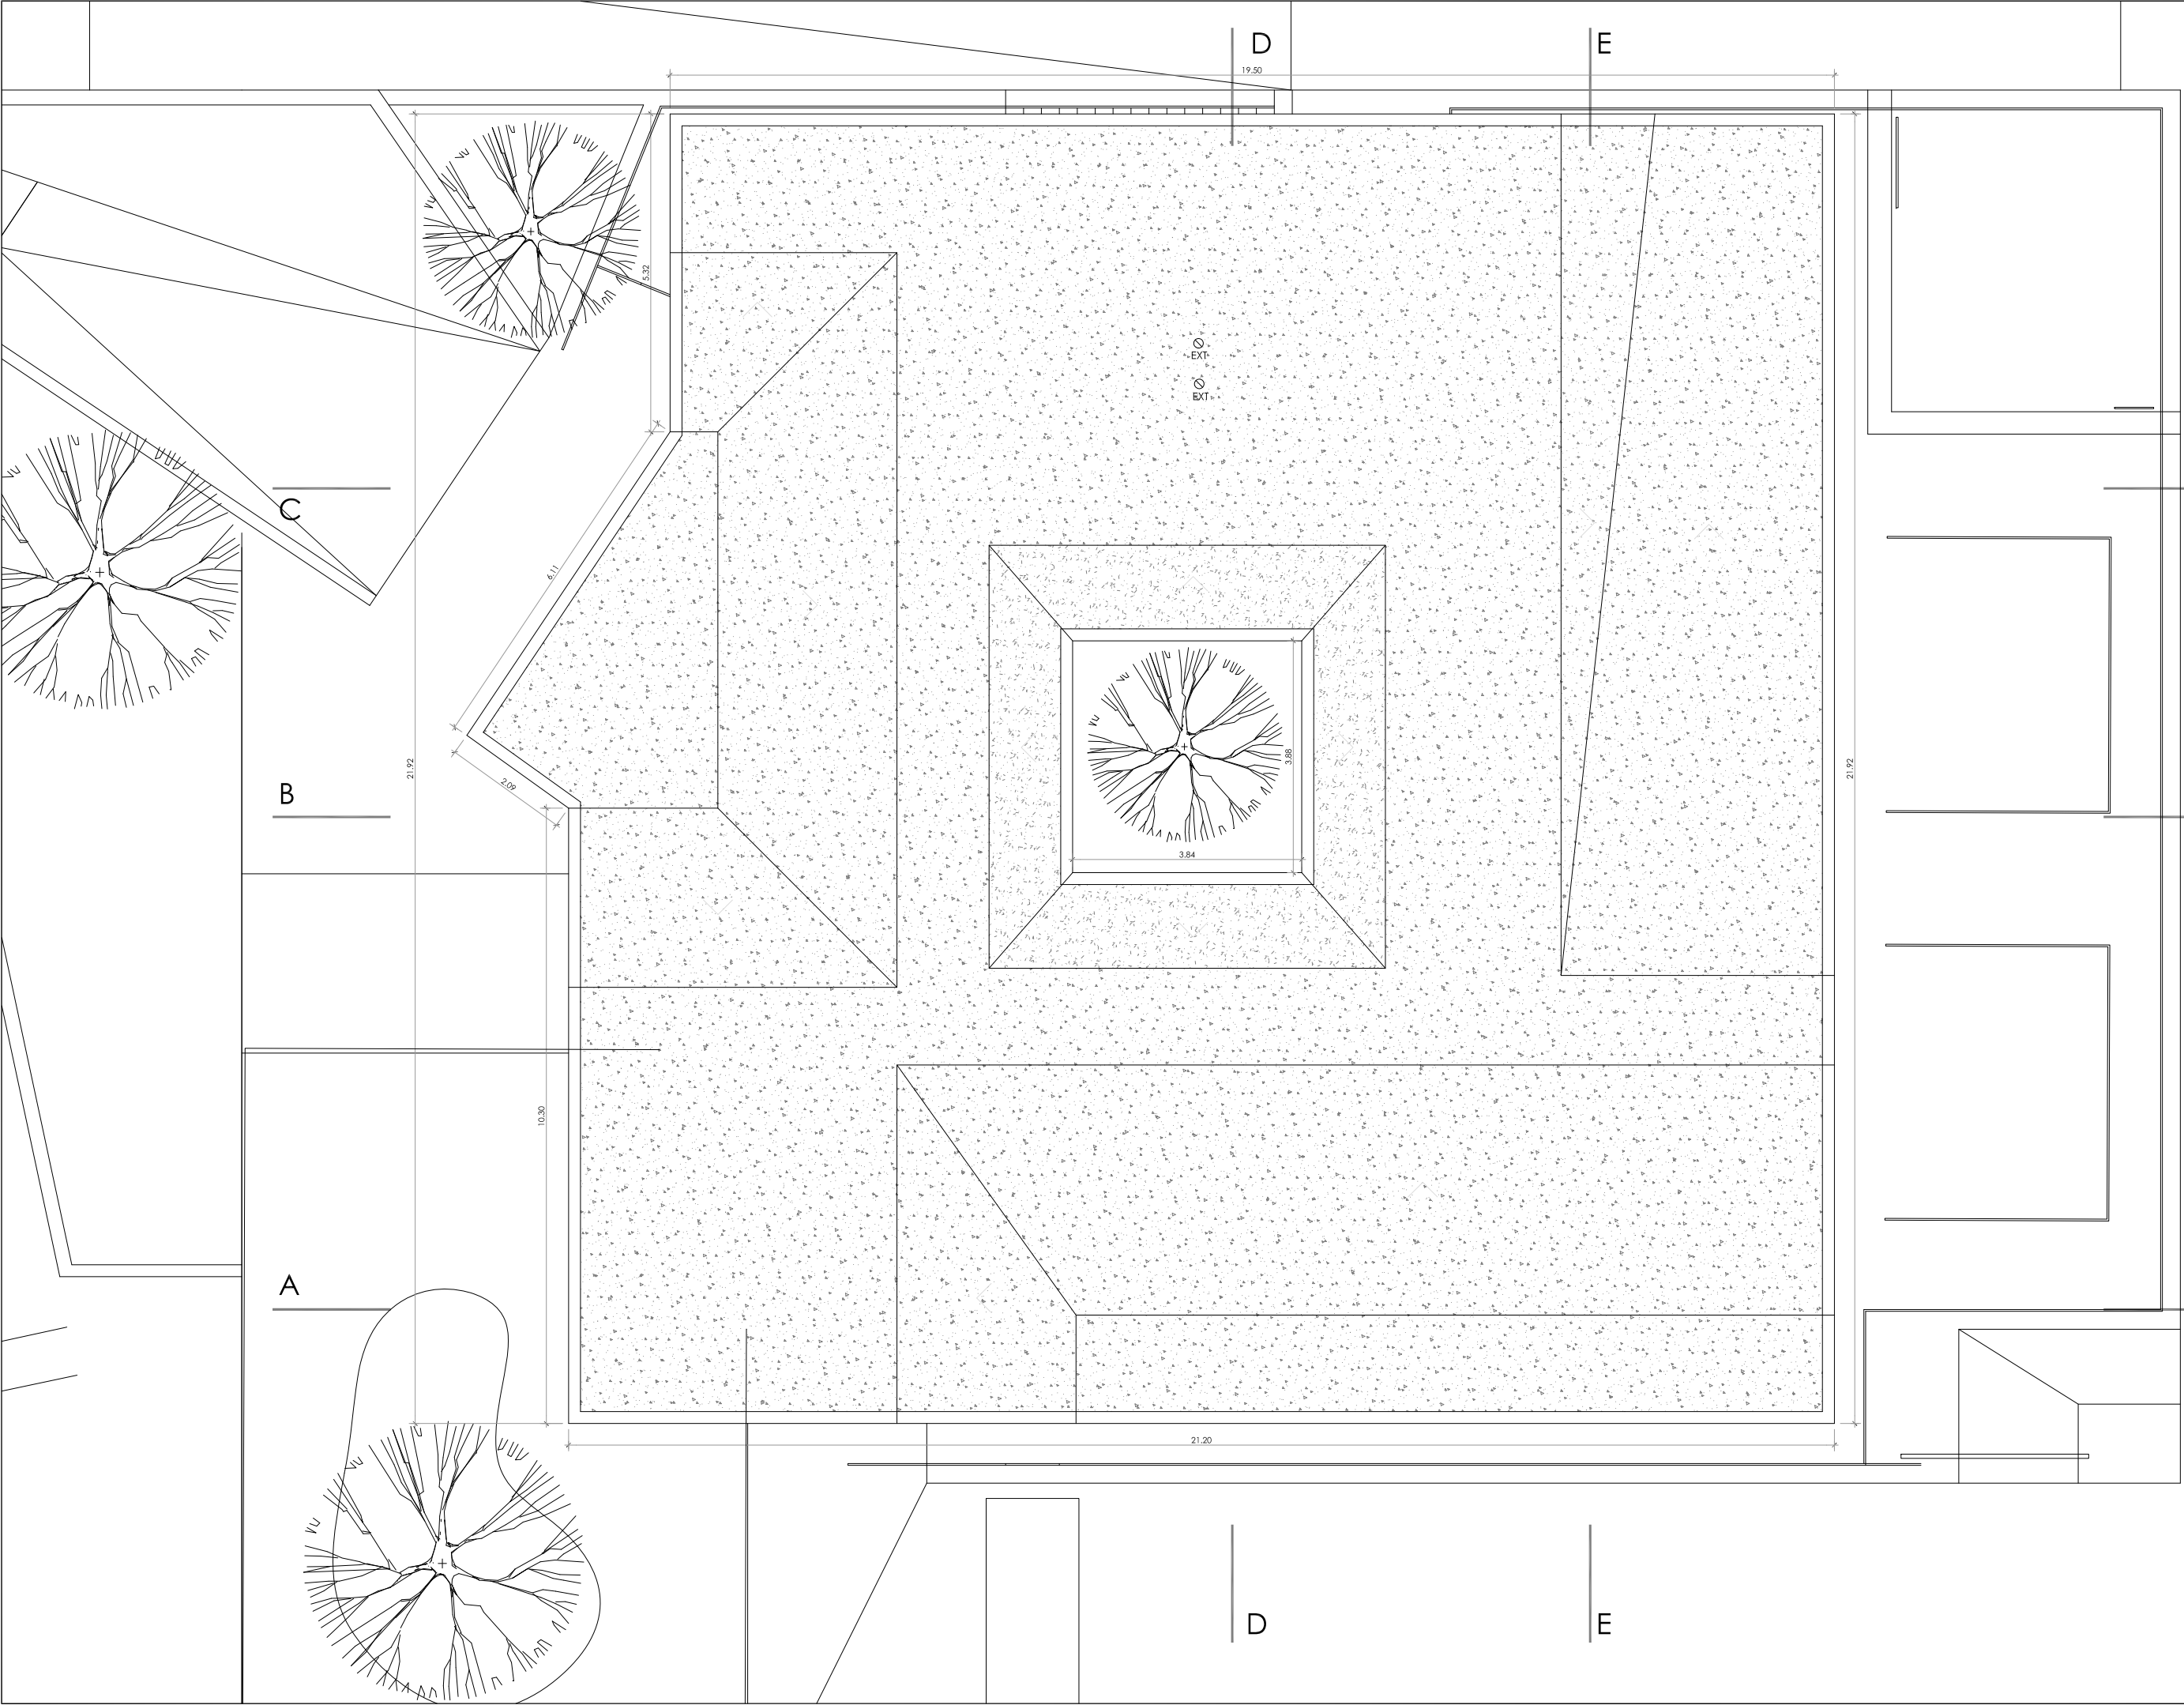 D
E
19.50
5.32
EXT
EXT
C
6.11
21.92
3.88
21.92
B
2.09
3.84
10.30
A
21.20
D
E